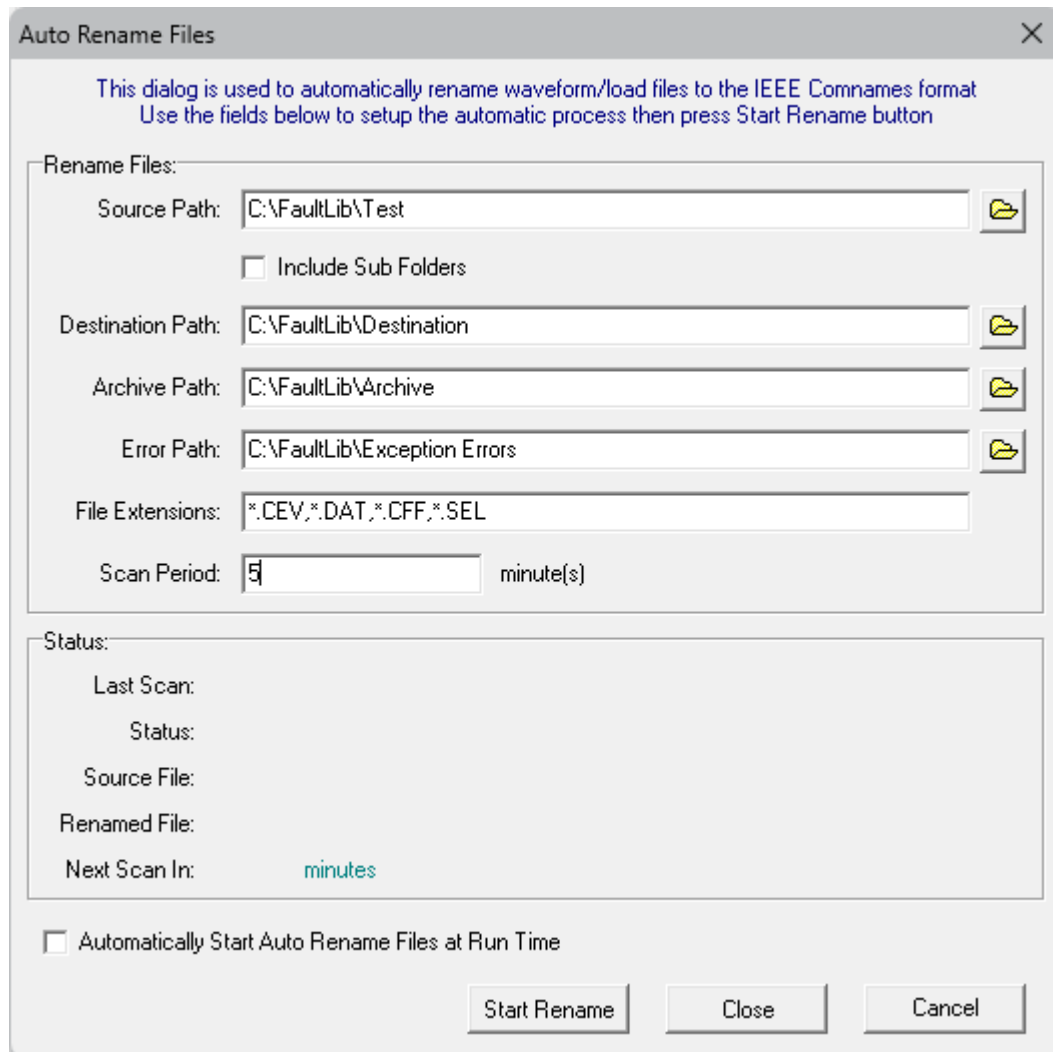 Auto Rename Files
This dialog is used to automatically rename waveform/load files to the IEEE Comnames format
Use the fields below to setup the automatic process then press Start Rename button
Rename Files:
Source Path: C:\FaultLib\Test
Include Sub Folders
Destination Path: C:\FaultLib\Destination
Archive Path: C:\FaultLib\Archive
Error Path: C:\FaultLib\Exception Errors
File Extensions: *.CEV,*.DAT,*.CFF,*.SEL
Scan Period: 5 minute(s)
Status:
Last Scan:
Status:
Source File:
Renamed File:
Next Scan In: minutes
Automatically Start Auto Rename Files at Run Time
Start Rename Close Cancel